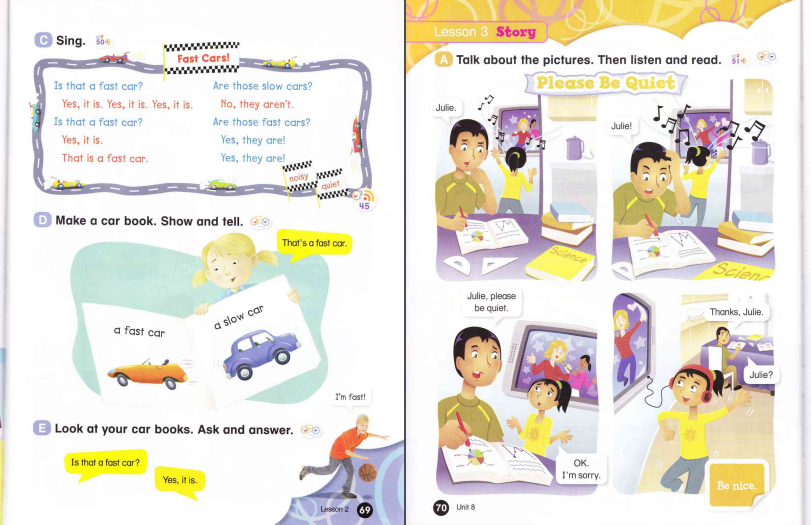 C Sing.
50
Fast Cars!
Is that a fast car?
Yes, it is. Yes, it is. Yes, it is.
Is that a fast car?
Yes, it is.
That is a fast car.
Are those slow cars?
No, they aren't.
Are those fast cars?
Yes, they are!
Yes, they are!
noisy
quiet
45
D Make a car book. Show and tell.
That's a fast car.
a fast car
a slow car
I'm fast!
E Look at your car books. Ask and answer.
Is that a fast car?
Yes, it is.
Lesson 2 69
Lesson 3 Story
A Talk about the pictures. Then listen and read.
51
Please Be Quiet
Julie.
Science
Julie!
Scien
Julie, please
be quiet.
OK.
I'm sorry.
Thanks, Julie.
Julie?
Be nice.
70 Unit 8